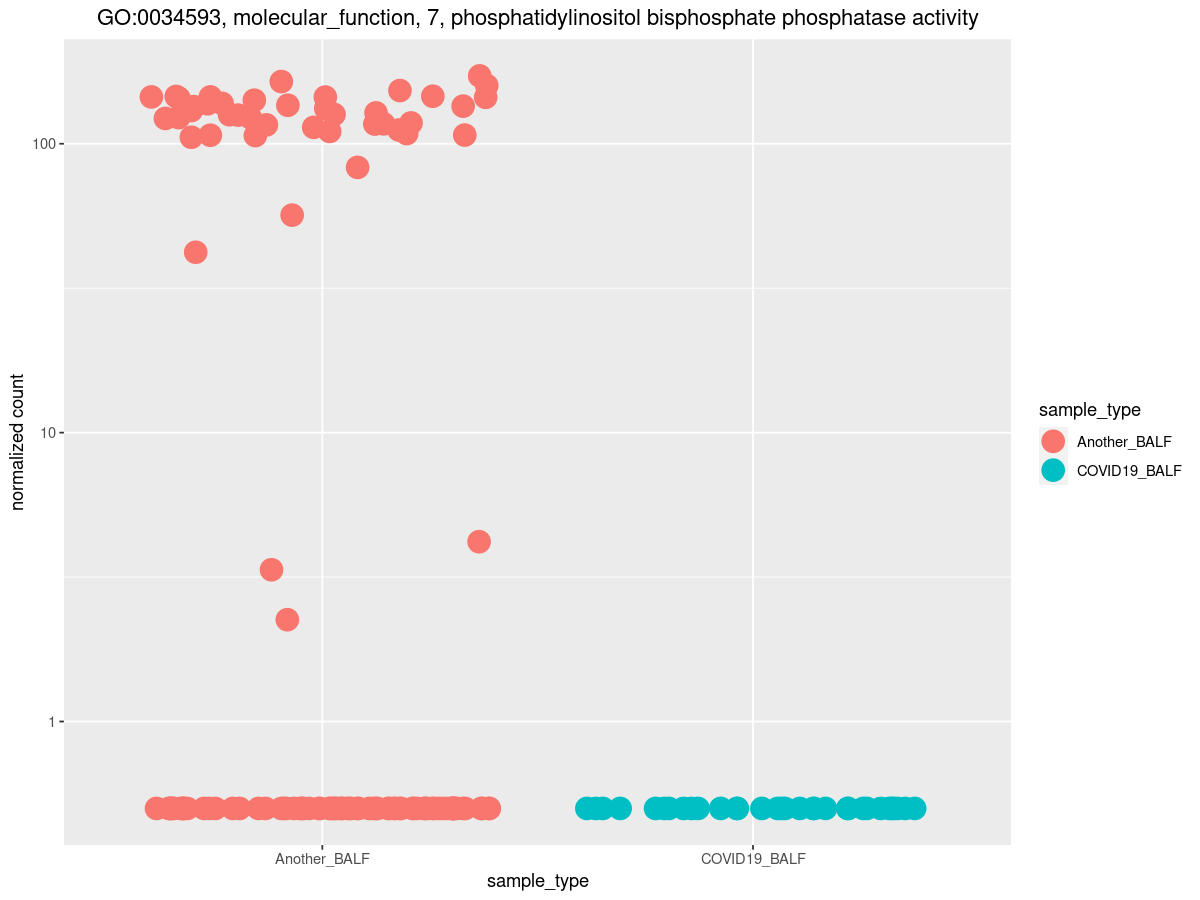 GO:0034593, molecular_function, 7, phosphatidylinositol bisphosphate phosphatase activity
normalized count
100
10
1
Another_BALF
COVID19_BALF
sample_type
sample_type
Another_BALF
COVID19_BALF